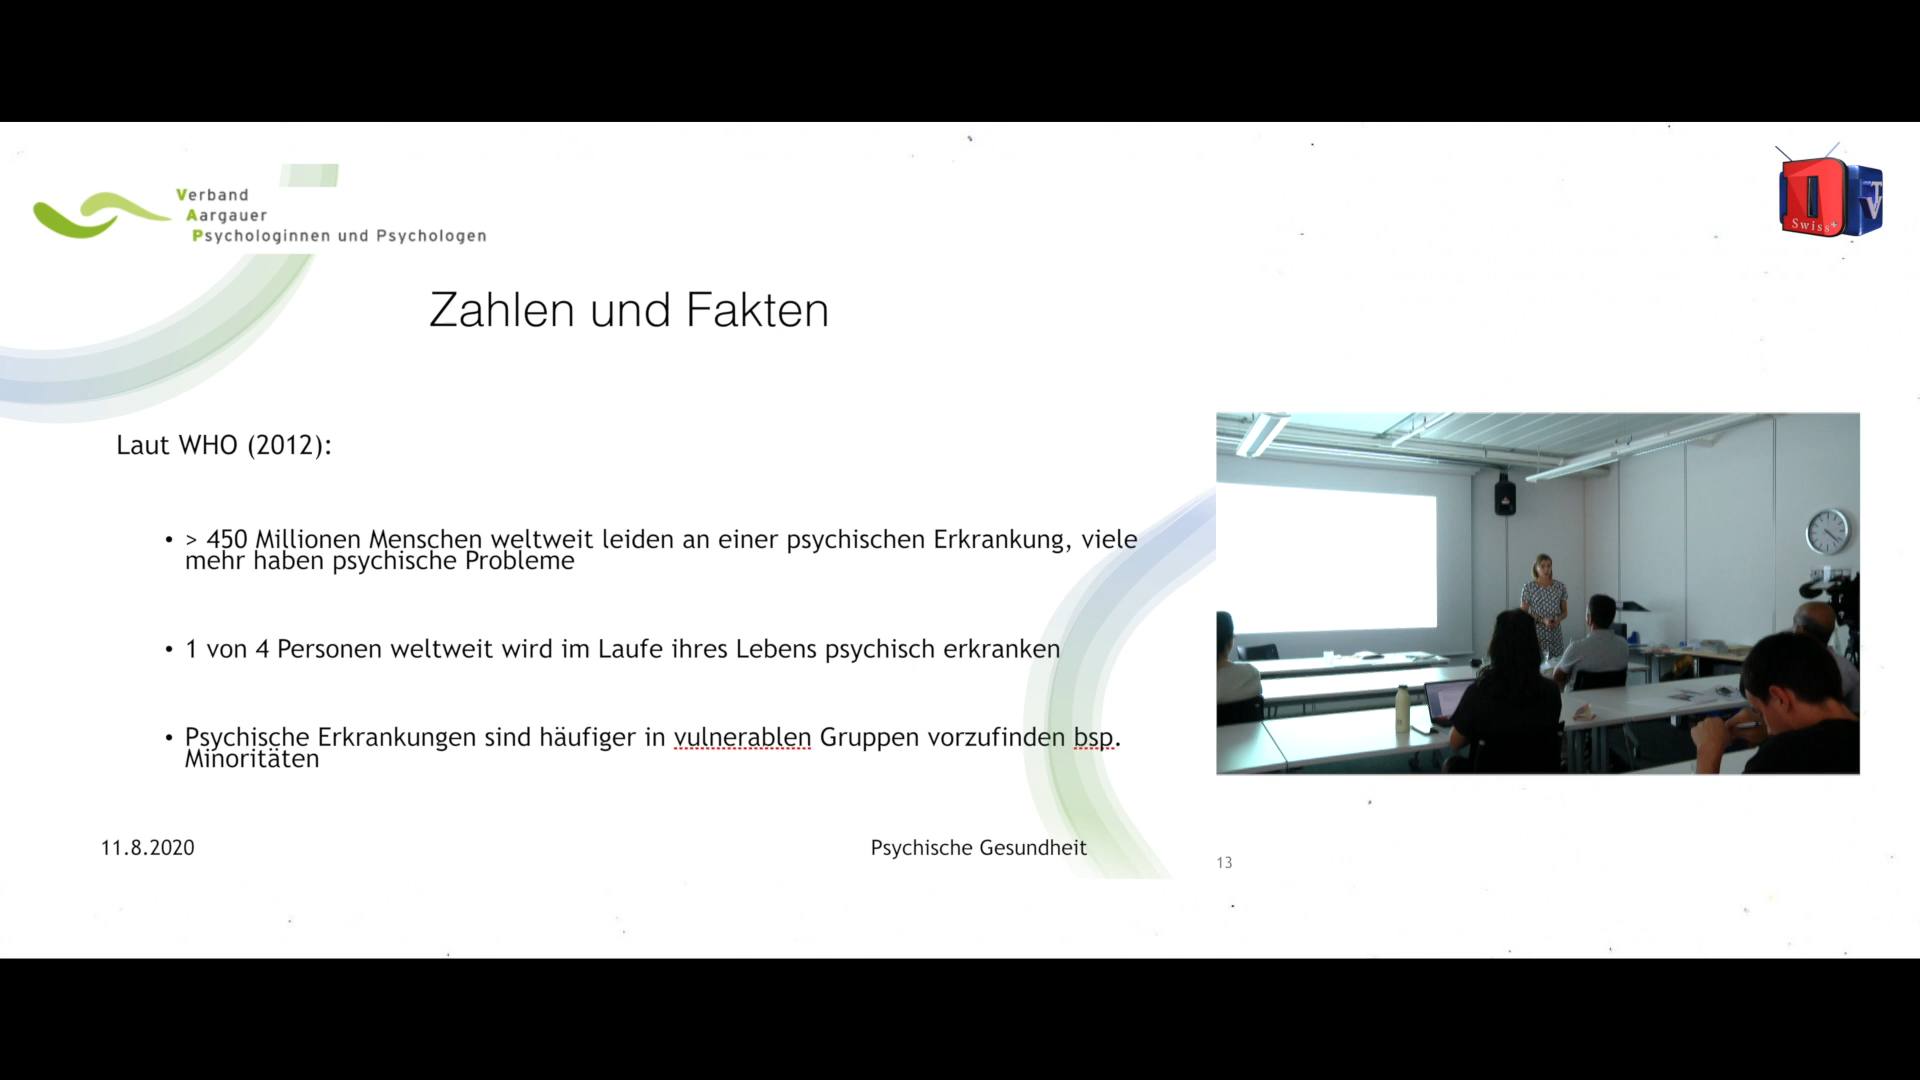 Verband
Aargauer
Psychologinnen und Psychologen
Swiss+
TV
Zahlen und Fakten
Laut WHO (2012):
• > 450 Millionen Menschen weltweit leiden an einer psychischen Erkrankung, viele
mehr haben psychische Probleme
• 1 von 4 Personen weltweit wird im Laufe ihres Lebens psychisch erkranken
• Psychische Erkrankungen sind häufiger in vulnerablen Gruppen vorzufinden bsp.
Minoritäten
11.8.2020
Psychische Gesundheit
13